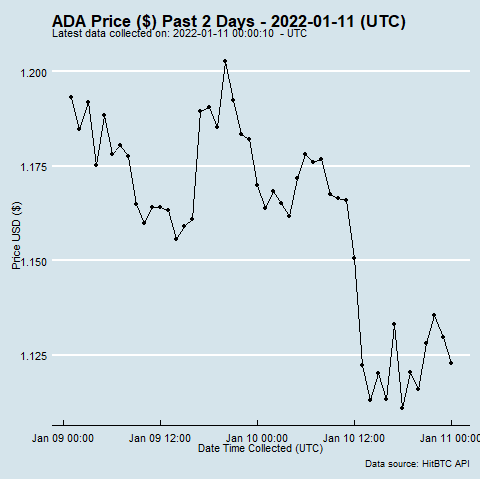 ADA Price ($) Past 2 Days - 2022-01-11 (UTC)
Latest data collected on: 2022-01-11 00:00:10  - UTC
1.200
1.175
1.150
1.125
Price USD ($)
Jan 09 00:00 Jan 09 12:00 Jan 10 00:00 Jan 10 12:00 Jan 11 00:00
Date Time Collected (UTC)
Data source: HitBTC API